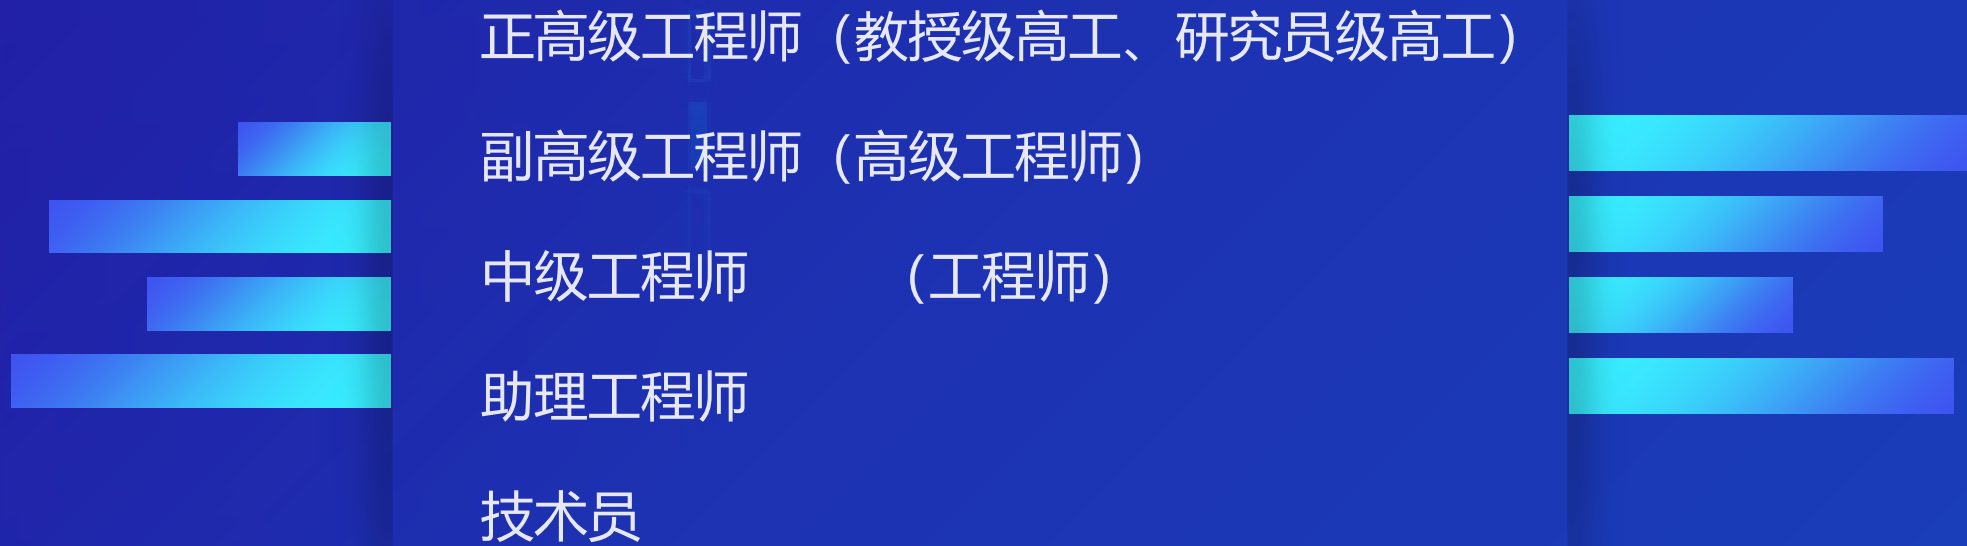 正高级工程师（教授级高工、研究员级高工）
副高级工程师（高级工程师）
中级工程师 （工程师）
助理工程师
技术员